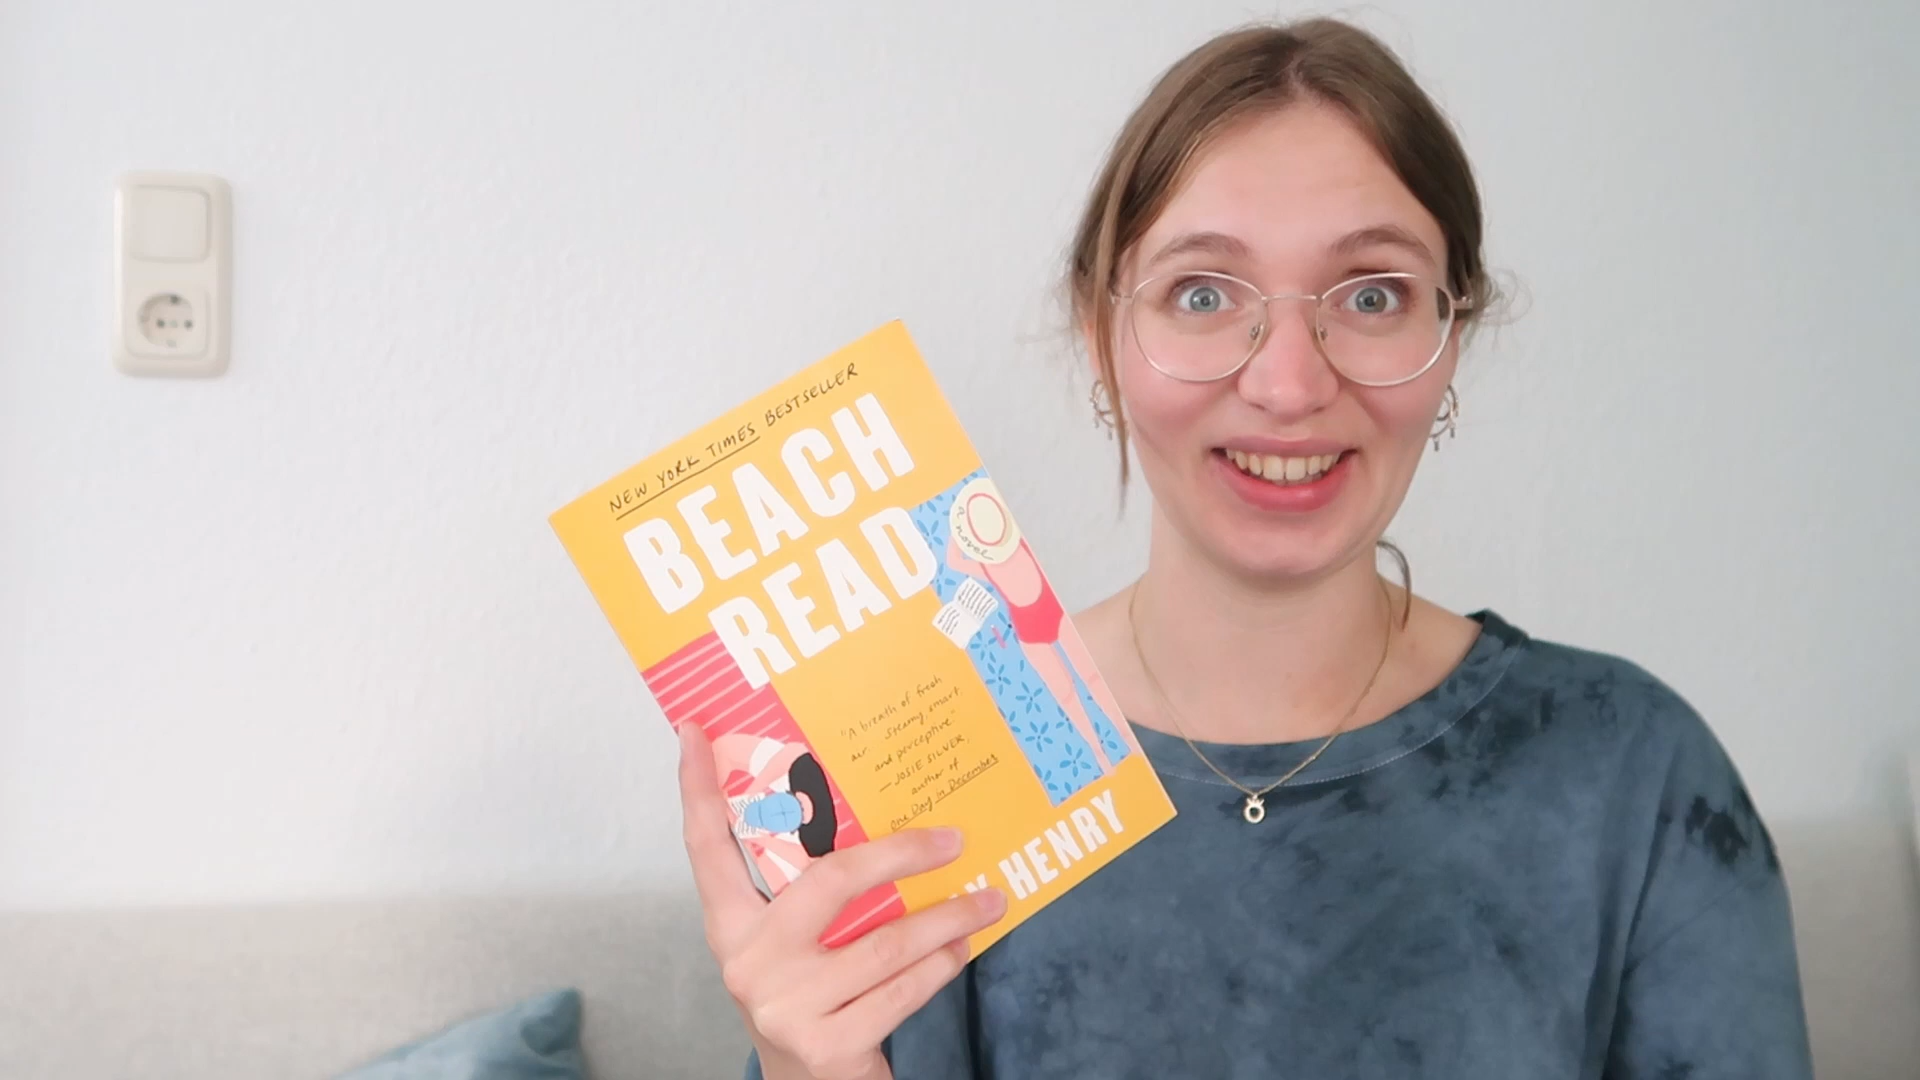 NEW YORK TIMES BESTSELLER
BEACH
READ
a novel
"A breath of fresh
air. Steamy, smart,
and perceptive."
— JOSIE SILVER,
author of
One Day in December
HENRY